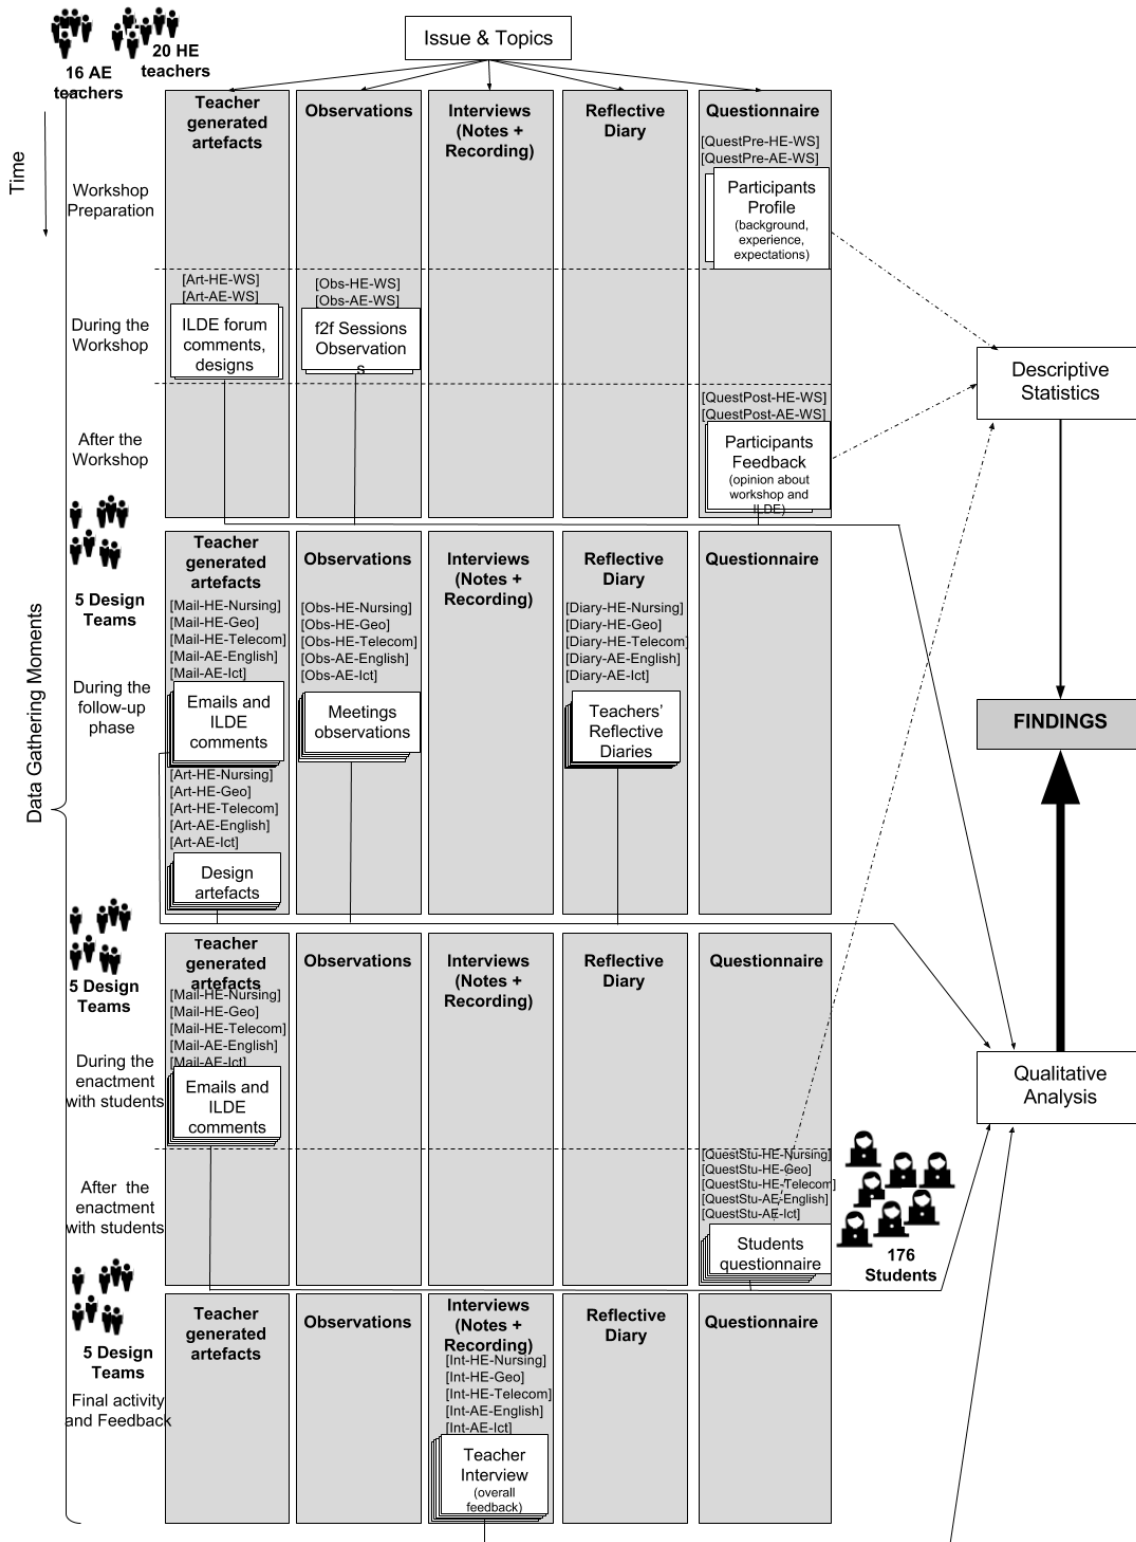 Issue & Topics
20 HE
teachers
16 AE
teachers
Time
Data Gathering Moments
Teacher
generated
artefacts
Observations
Interviews
(Notes +
Recording)
Reflective
Diary
Questionnaire
[QuestPre-HE-WS]
[QuestPre-AE-WS]
Workshop
Preparation
Participants
Profile
(background,
experience,
expectations)
[Art-HE-WS]
[Art-AE-WS]
[Obs-HE-WS]
[Obs-AE-WS]
During the
Workshop
ILDE forum
comments,
designs
f2f Sessions
Observation
s
Descriptive
Statistics
[QuestPost-HE-WS]
[QuestPost-AE-WS]
After the
Workshop
Participants
Feedback
(opinion about
workshop and
ILDE)
5 Design
Teams
Teacher
generated
artefacts
Observations
Interviews
(Notes +
Recording)
Reflective
Diary
Questionnaire
[Mail-HE-Nursing]
[Mail-HE-Geo]
[Mail-HE-Telecom]
[Mail-AE-English]
[Mail-AE-Ict]
[Obs-HE-Nursing]
[Obs-HE-Geo]
[Obs-HE-Telecom]
[Obs-AE-English]
[Obs-AE-Ict]
[Diary-HE-Nursing]
[Diary-HE-Geo]
[Diary-HE-Telecom]
[Diary-AE-English]
[Diary-AE-Ict]
During the
follow-up
phase
Emails and
ILDE
comments
Meetings
observations
Teachers’
Reflective
Diaries
FINDINGS
[Art-HE-Nursing]
[Art-HE-Geo]
[Art-HE-Telecom]
[Art-AE-English]
[Art-AE-Ict]
Design
artefacts
5 Design
Teams
Teacher
generated
artefacts
Observations
Interviews
(Notes +
Recording)
Reflective
Diary
Questionnaire
[Mail-HE-Nursing]
[Mail-HE-Geo]
[Mail-HE-Telecom]
[Mail-AE-English]
[Mail-AE-Ict]
During the
enactment
with students
Emails and
ILDE
comments
Qualitative
Analysis
After the
enactment
with students
[QuestStu-HE-Nursing]
[QuestStu-HE-Geo]
[QuestStu-HE-Telecom]
[QuestStu-AE-English]
[QuestStu-AE-Ict]
Students
questionnaire
176
Students
5 Design
Teams
Teacher
generated
artefacts
Observations
Interviews
(Notes +
Recording)
Reflective
Diary
Questionnaire
[Int-HE-Nursing]
[Int-HE-Geo]
[Int-HE-Telecom]
[Int-AE-English]
[Int-AE-Ict]
Final activity
and Feedback
Teacher
Interview
(overall
feedback)